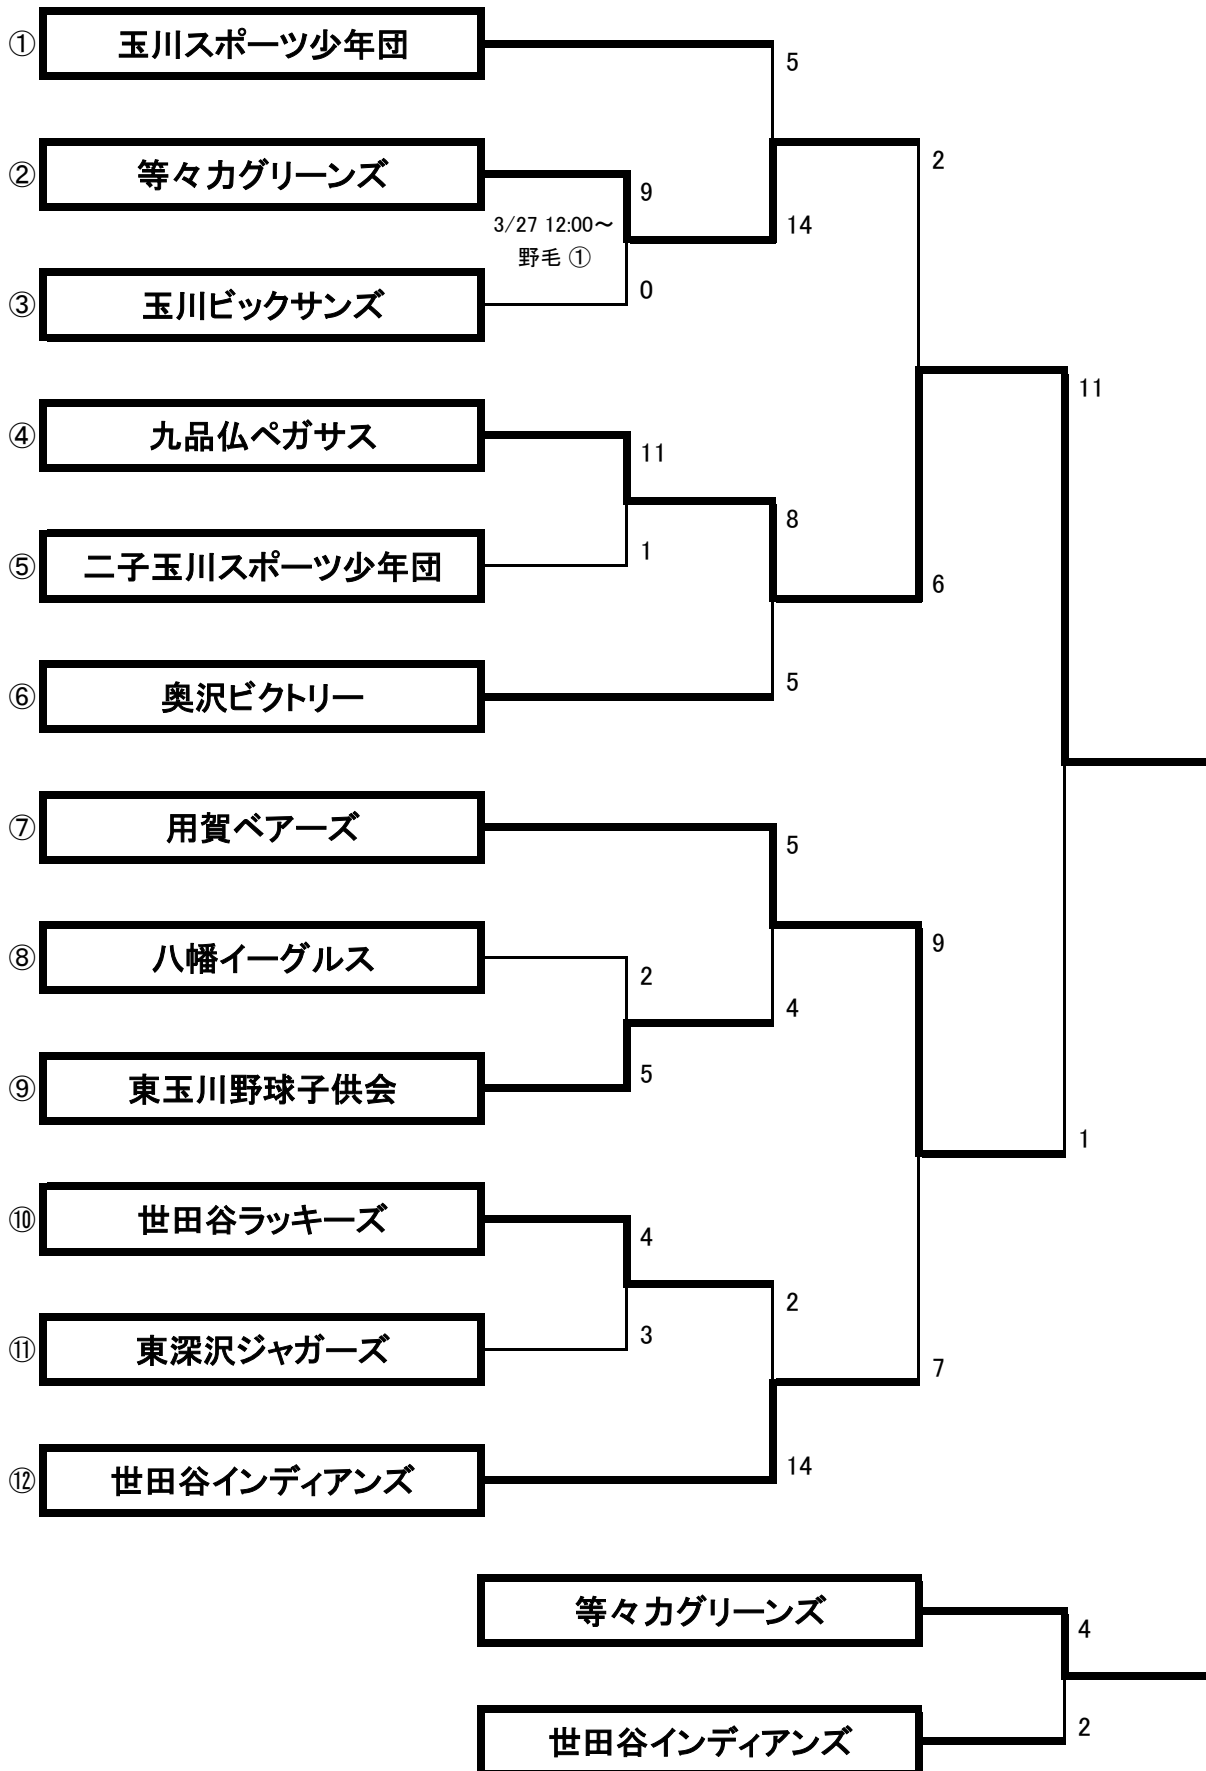 ① 玉川スポーツ少年団
5
② 等々力グリーンズ
2
9
3/27 12:00～
14
野毛 ①
0
③ 玉川ビックサンズ
11
④ 九品仏ペガサス
11
8
1
⑤ 二子玉川スポーツ少年団
6
5
⑥ 奥沢ビクトリー
⑦ 用賀ベアーズ
5
9
⑧ 八幡イーグルス
2
4
5
⑨ 東玉川野球子供会
1
⑩ 世田谷ラッキーズ
4
2
3
⑪ 東深沢ジャガーズ
7
14
⑫ 世田谷インディアンズ
等々力グリーンズ
4
2
世田谷インディアンズ